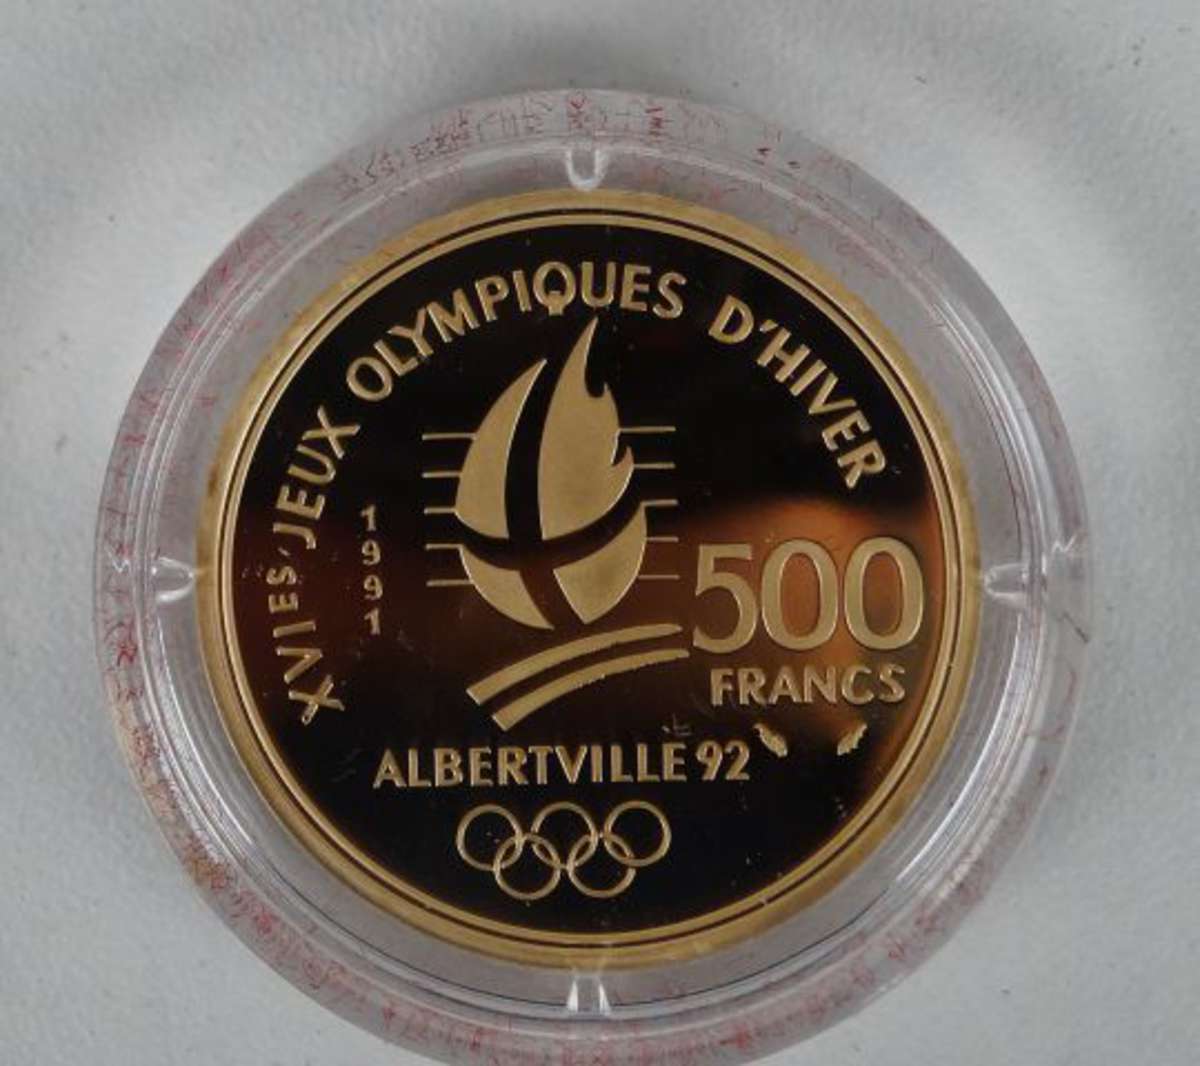 XVIES JEUX OLYMPIQUES D'HIVER
1991
500
FRANCS
ALBERTVILLE 92